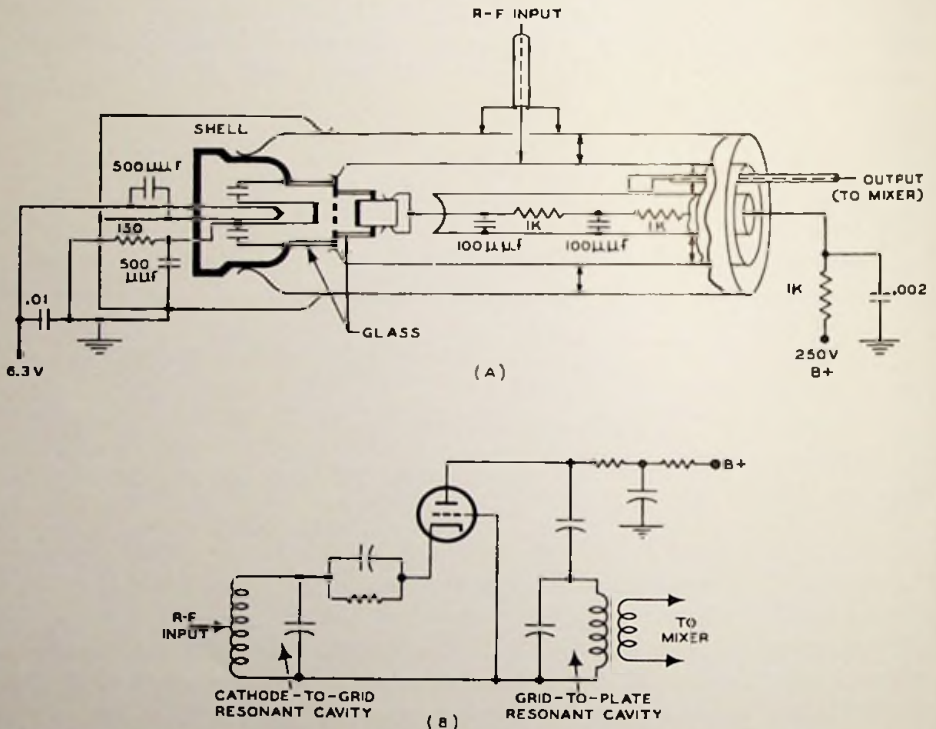 R-F INPUT
SHELL
500μμf
130
500
μμf
.01
6.3 V
GLASS
100μμf
1K
100μμf
1K
OUTPUT
(TO MIXER)
1K
.002
250V
B+
(A)
B+
R-F
INPUT
TO
MIXER
CATHODE-TO-GRID
RESONANT CAVITY
GRID-TO-PLATE
RESONANT CAVITY
(B)